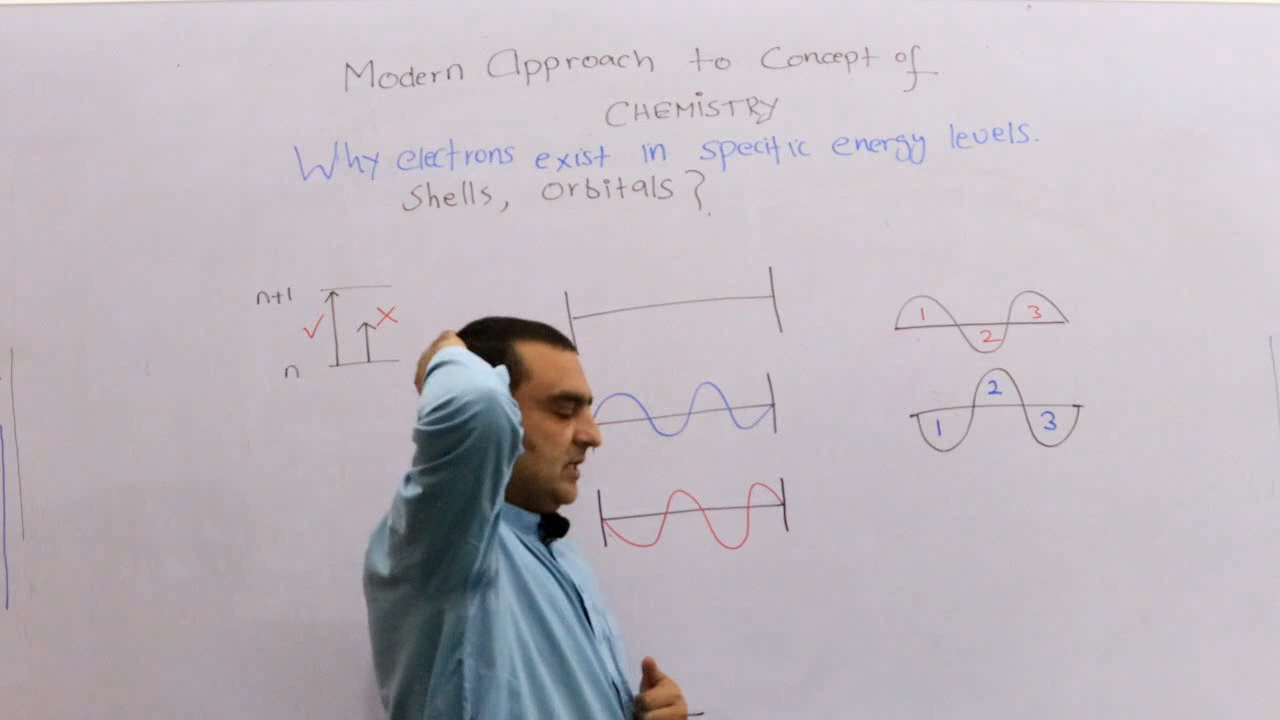 Modern Approach to Concept of
CHEMISTRY
Why electrons exist in specific energy levels.
Shells, orbitals?
n+1
n
1
2
3
1
2
3